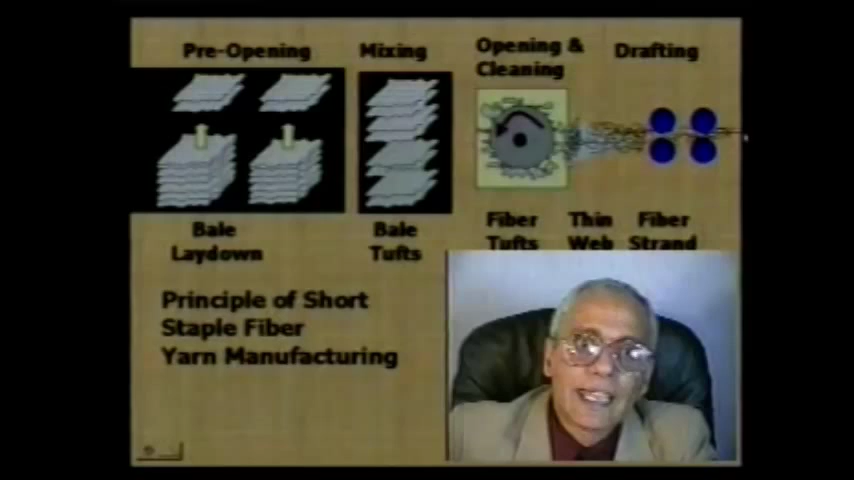 Pre-Opening
Mixing
Opening &
Cleaning
Drafting
Bale
Laydown
Bale
Tufts
Fiber
Tufts
Thin
Web
Fiber
Strand
Principle of Short
Staple Fiber
Yarn Manufacturing